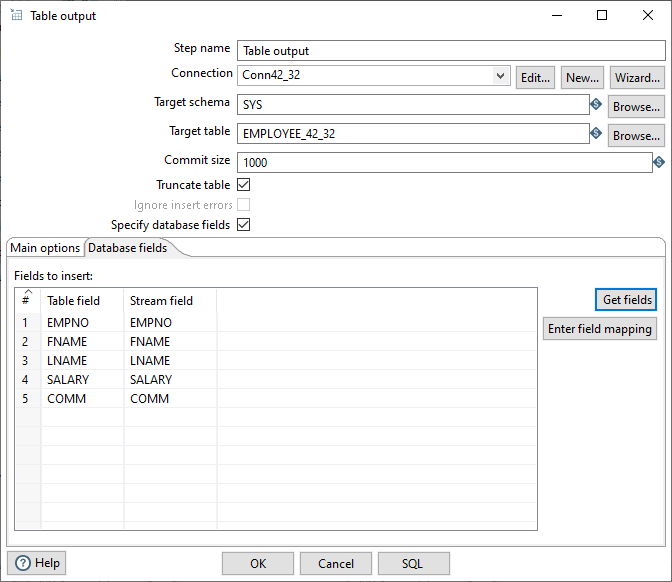 Table output
Step name Table output
Connection Conn42_32 Edit... New... Wizard...
Target schema SYS S Browse...
Target table EMPLOYEE_42_32 S Browse...
Commit size 1000 S
Truncate table
Ignore insert errors
Specify database fields
Main options Database fields
Fields to insert:
# Table field Stream field
Get fields
1 EMPNO EMPNO
Enter field mapping
2 FNAME FNAME
3 LNAME LNAME
4 SALARY SALARY
5 COMM COMM
? Help OK Cancel SQL